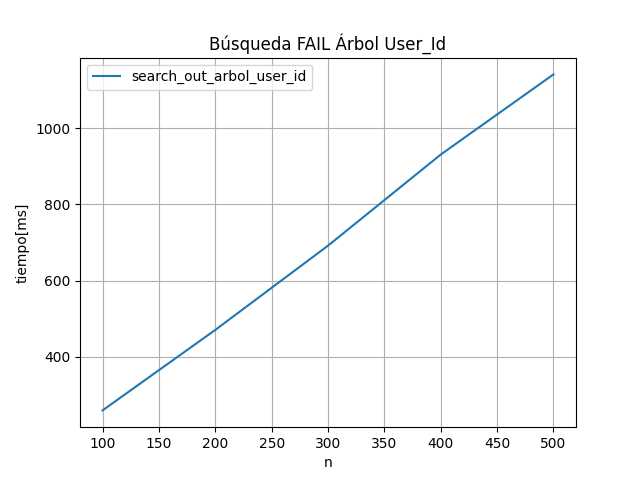 Búsqueda FAIL Árbol User_Id
search_out_arbol_user_id
1000
800
600
400
tiempo[ms]
100 150 200 250 300 350 400 450 500
n